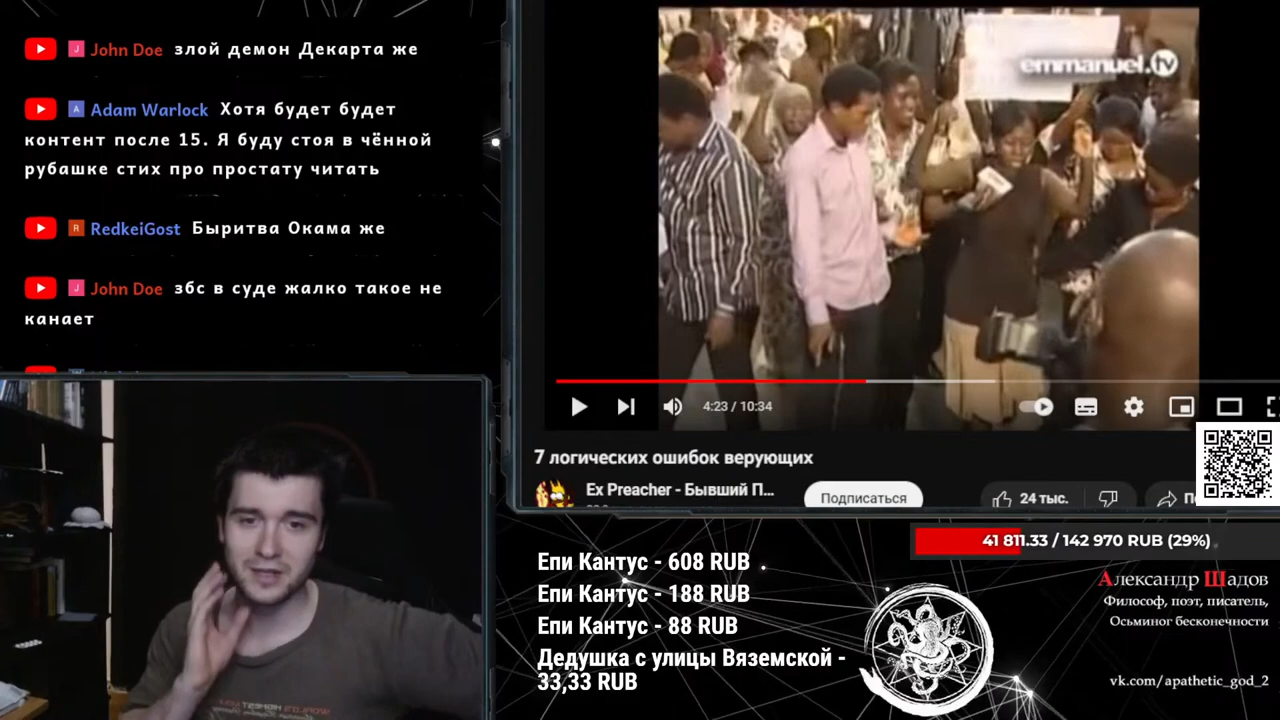 John Doe злой демон Декарта же
Adam Warlock Хотя будет будет
контент после 15. Я буду стоя в чённой
рубашке стих про простату читать
RedkeiGost Быритва Окама же
John Doe збс в суде жалко такое не
канает
emmanuel.tv
4:23 / 10:34
7 логических ошибок верующих
Ex Preacher - Бывший П...
Подписаться
24 тыс.
41 811.33 / 142 970 RUB (29%)
Епи Кантус - 608 RUB
Епи Кантус - 188 RUB
Епи Кантус - 88 RUB
Дедушка с улицы Вяземской -
33,33 RUB
Александр Шадов
Философ, поэт, писатель,
Осьминог бесконечности
vk.com/apathetic_god_2